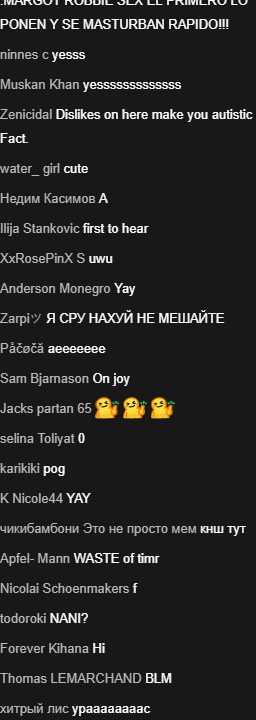 .MARGOT ROBBIE SEX EL PRIMERO LO
PONEN Y SE MASTURBAN RAPIDO!!!
ninnes c yesss
Muskan Khan yesssssssssssss
Zenicidal Dislikes on here make you autistic
Fact.
water_ girl cute
Недим Касимов А
Ilija Stankovic first to hear
XxRosePinX S uwu
Anderson Monegro Yay
Zarpiツ Я СРУ НАХУЙ НЕ МЕШАЙТЕ
Påčøčă aeeeeeee
Sam Bjarnason On joy
Jacks partan 65
selina Toliyat 0
karikiki pog
K Nicole44 YAY
чикибамбони Это не просто мем кнш тут
Apfel- Mann WASTE of timr
Nicolai Schoenmakers f
todoroki NANI?
Forever Kihana Hi
Thomas LEMARCHAND BLM
хитрый лис урааааааааас